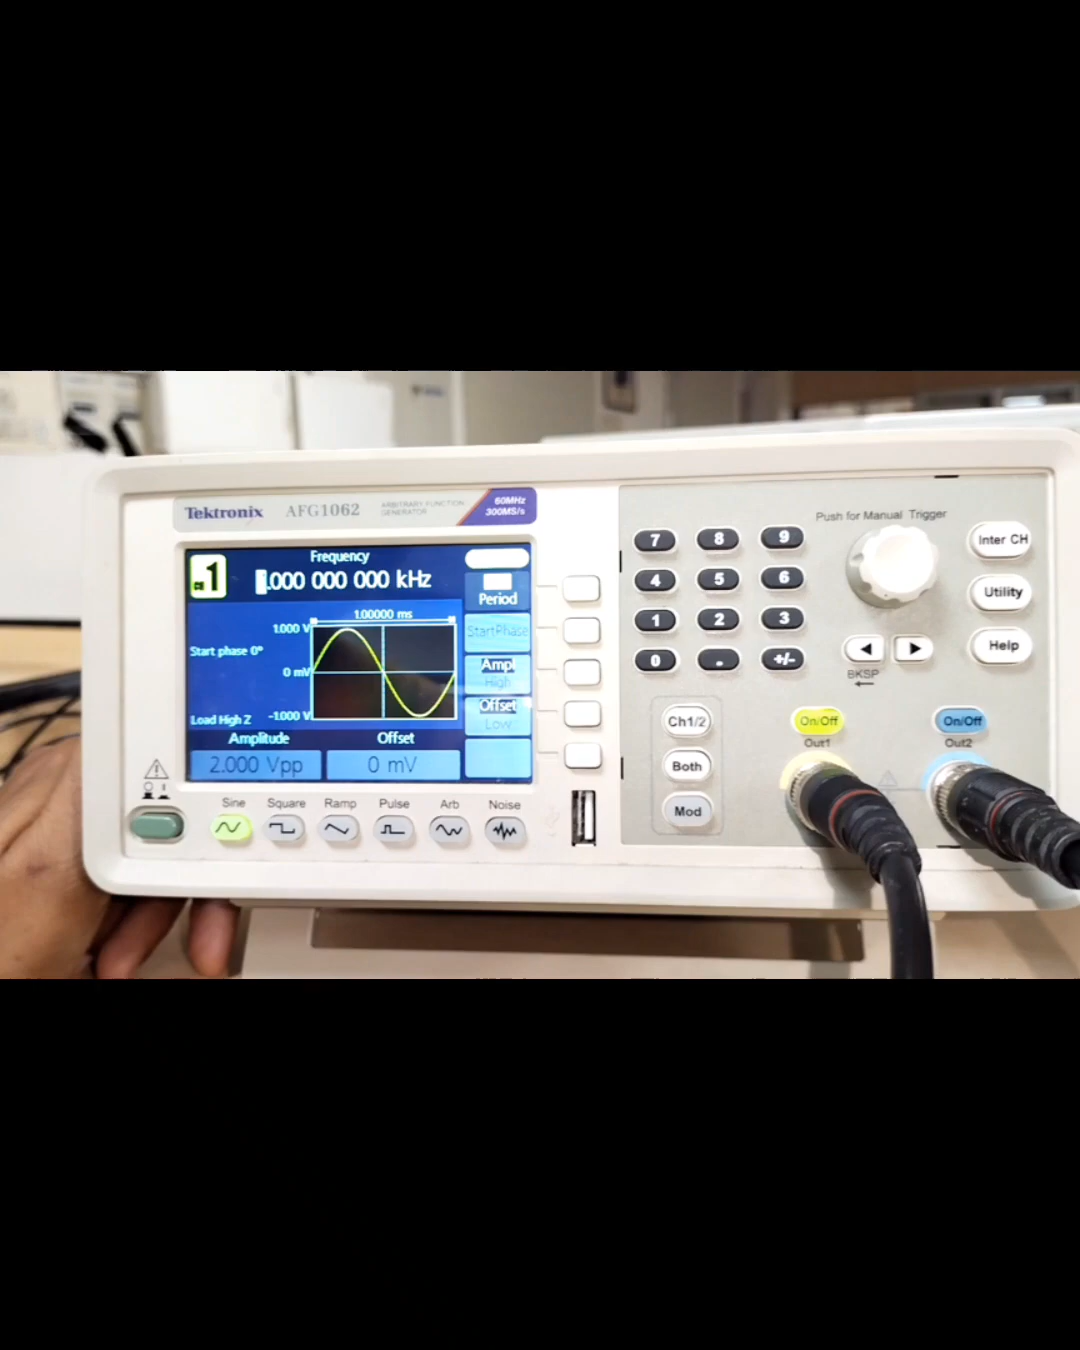 Tektronix AFG1062 ARBITRARY FUNCTION GENERATOR 60MHz 300MS/s
1
Frequency
1.000 000 000 kHz
Period
1.00000 ms
1.000 V
StartPhase
Start phase 0°
0 mV
Ampl
High
Offset
Low
Load High Z
-1.000 V
Amplitude Offset
2.000 Vpp 0 mV
Sine Square Ramp Pulse Arb Noise
Push for Manual Trigger
7 8 9
4 5 6
1 2 3
0 . +/-
Inter CH
Utility
Help
BKSP
Ch1/2
Both
Mod
On/Off
Out1
On/Off
Out2